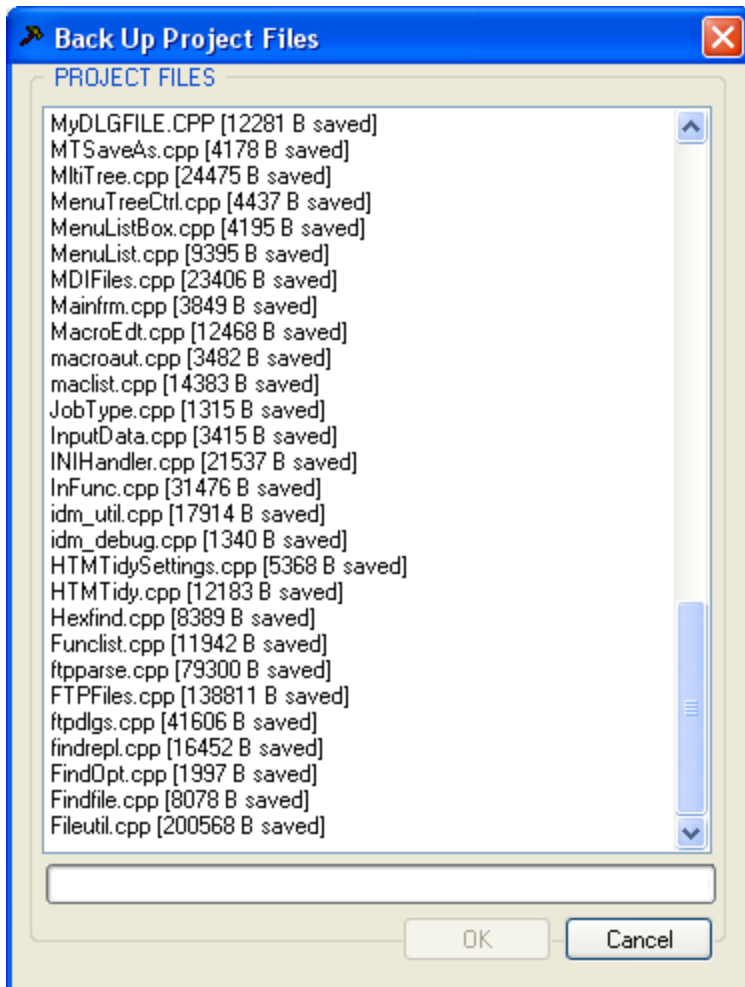 Back Up Project Files
PROJECT FILES
MyDLGFILE.CPP [12281 B saved]
MTSaveAs.cpp [4178 B saved]
MltiTree.cpp [24475 B saved]
MenuTreeCtrl.cpp [4437 B saved]
MenuListBox.cpp [4195 B saved]
MenuList.cpp [9395 B saved]
MDIFiles.cpp [23406 B saved]
Mainfrm.cpp [3849 B saved]
MacroEdt.cpp [12468 B saved]
macroaut.cpp [3482 B saved]
maclist.cpp [14383 B saved]
JobType.cpp [1315 B saved]
InputData.cpp [3415 B saved]
INIHandler.cpp [21537 B saved]
InFunc.cpp [31476 B saved]
idm_util.cpp [17914 B saved]
idm_debug.cpp [1340 B saved]
HTMTidySettings.cpp [5368 B saved]
HTMTidy.cpp [12183 B saved]
Hexfind.cpp [8389 B saved]
Funclist.cpp [11942 B saved]
ftpparse.cpp [79300 B saved]
FTPFiles.cpp [138811 B saved]
ftpdlgs.cpp [41606 B saved]
findrepl.cpp [16452 B saved]
FindOpt.cpp [1997 B saved]
Findfile.cpp [8078 B saved]
Fileutil.cpp [200568 B saved]
OK Cancel